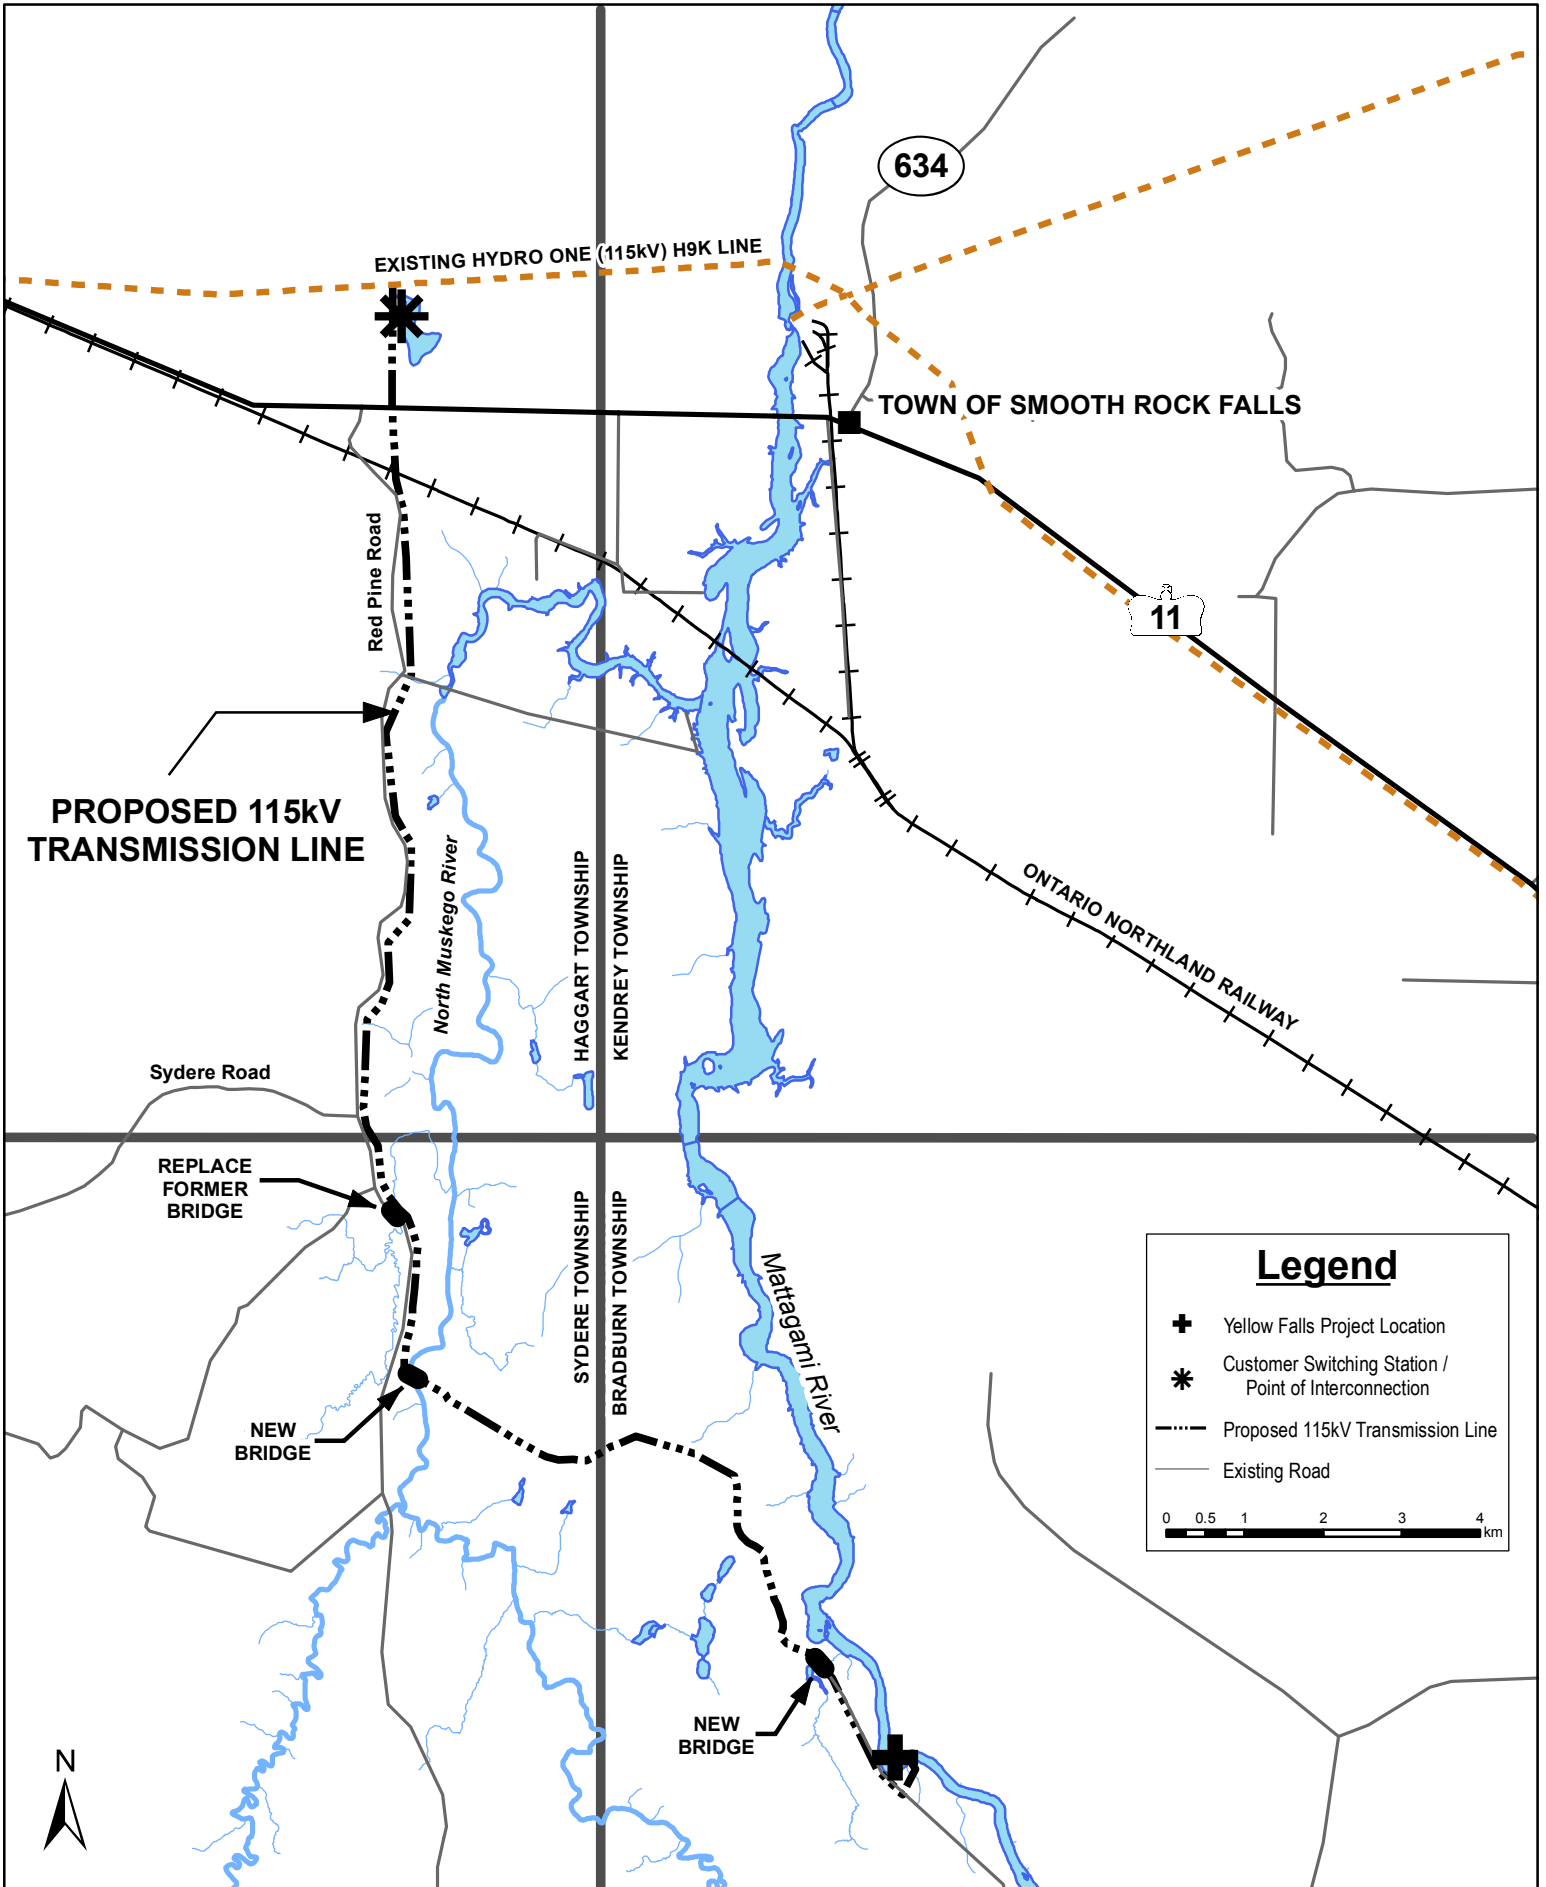 634
EXISTING HYDRO ONE (115kV) H9K LINE
TOWN OF SMOOTH ROCK FALLS
Red Pine Road
11
PROPOSED 115kV
TRANSMISSION LINE
North Muskego River
HAGGART TOWNSHIP
KENDREY TOWNSHIP
ONTARIO NORTHLAND RAILWAY
Sydere Road
REPLACE
FORMER
BRIDGE
SYDERE TOWNSHIP
BRADBURN TOWNSHIP
Mattagami River
NEW
BRIDGE
NEW
BRIDGE
N
Legend
Yellow Falls Project Location
Customer Switching Station /
Point of Interconnection
Proposed 115kV Transmission Line
Existing Road
0 0.5 1 2 3 4
km